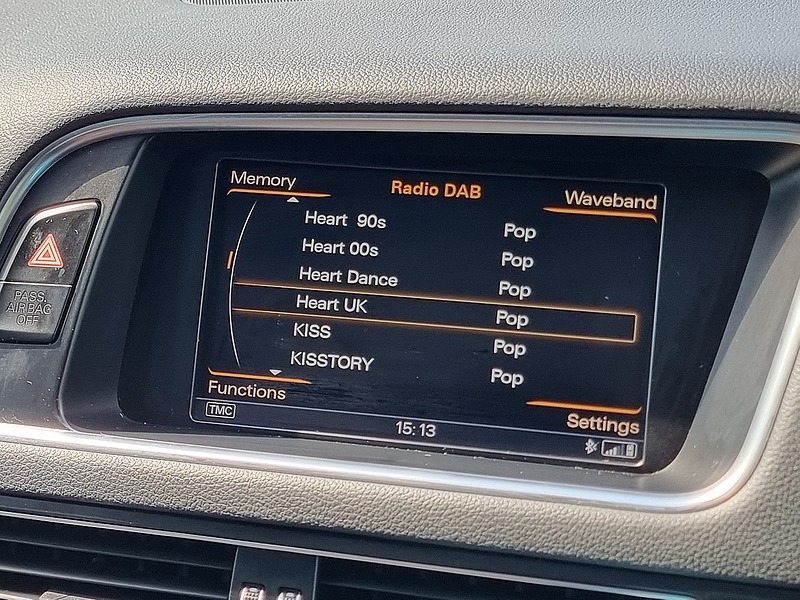 Memory
Radio DAB
Waveband
Heart 90s Pop
Heart 00s Pop
Heart Dance Pop
Heart UK Pop
KISS Pop
KISSTORY Pop
Functions
Settings
TMC
15:13
PASS.
AIRBAG
OFF